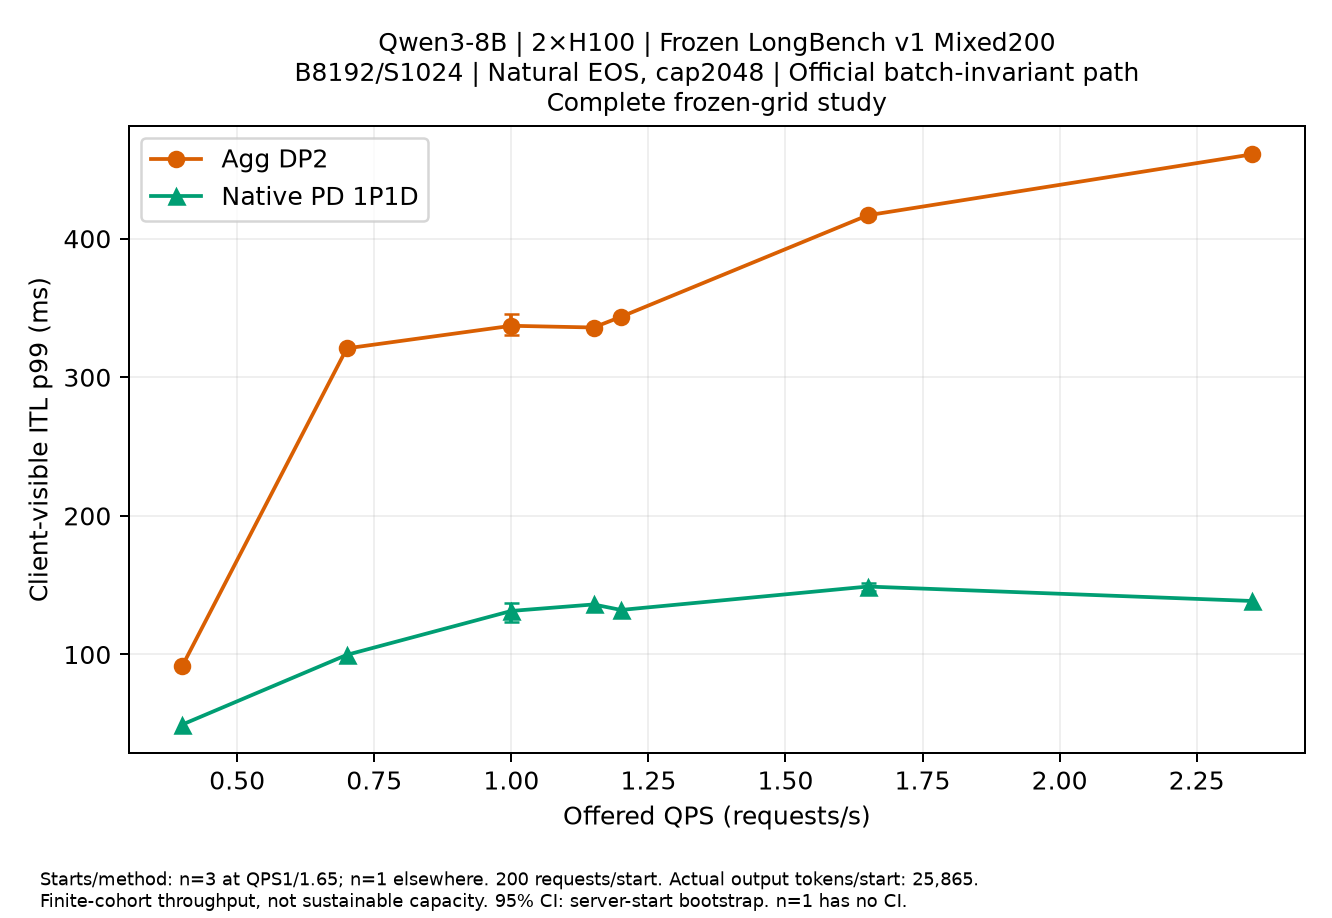 Qwen3-8B | 2×H100 | Frozen LongBench v1 Mixed200
B8192/S1024 | Natural EOS, cap2048 | Official batch-invariant path
Complete frozen-grid study
Agg DP2
Native PD 1P1D
Client-visible ITL p99 (ms)
400
300
200
100
0.50 0.75 1.00 1.25 1.50 1.75 2.00 2.25
Offered QPS (requests/s)
Starts/method: n=3 at QPS1/1.65; n=1 elsewhere. 200 requests/start. Actual output tokens/start: 25,865.
Finite-cohort throughput, not sustainable capacity. 95% CI: server-start bootstrap. n=1 has no CI.